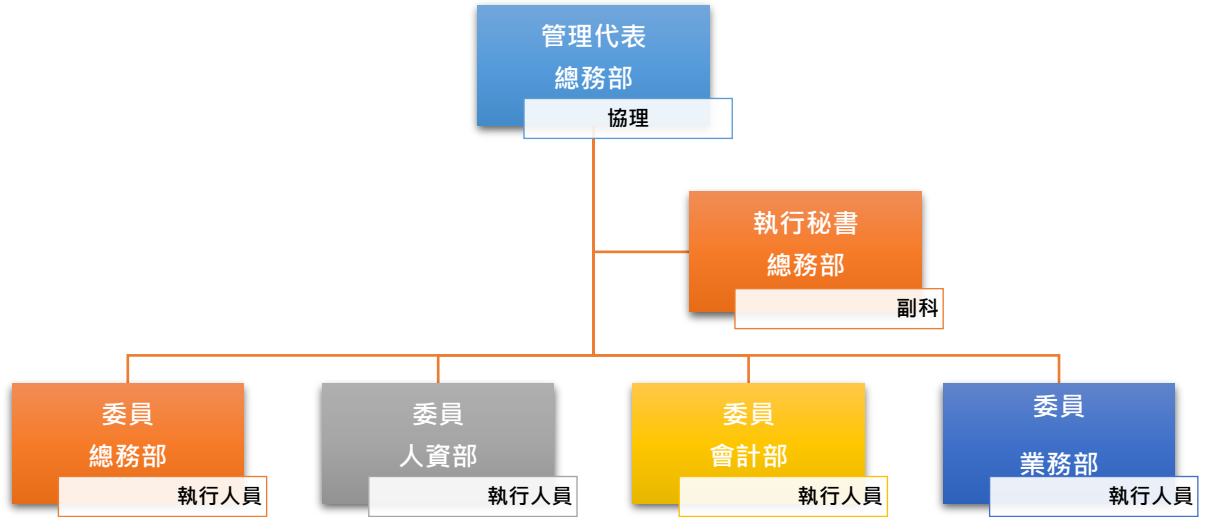 管理代表
總務部
協理
執行秘書
總務部
副科
委員
總務部
執行人員
委員
人資部
執行人員
委員
會計部
執行人員
委員
業務部
執行人員